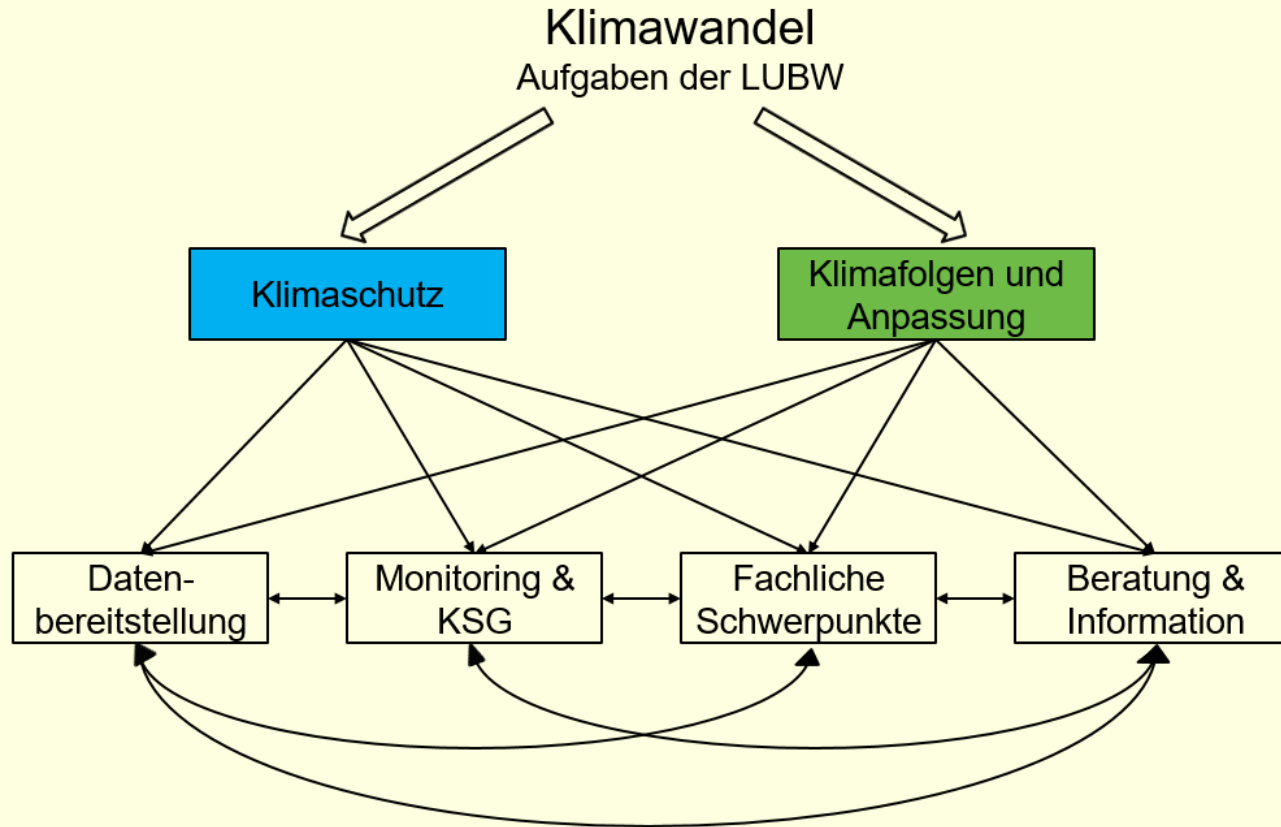 Klimawandel
Aufgaben der LUBW
Klimaschutz
Klimafolgen und
Anpassung
Daten-
bereitstellung
Monitoring &
KSG
Fachliche
Schwerpunkte
Beratung &
Information